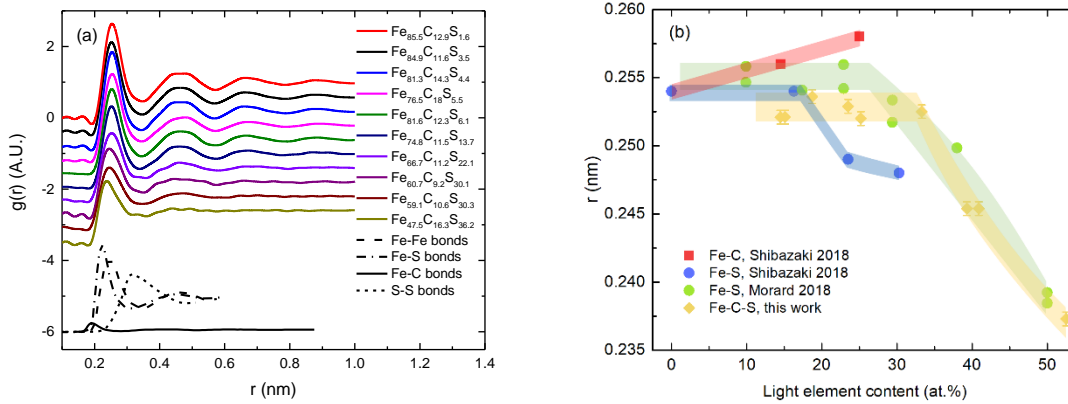 (a)
g(r) (A.U.)
2
0
-2
-4
-6
0.2 0.4 0.6 0.8 1.0 1.2 1.4
r (nm)
Fe85.5C12.9S1.6
Fe84.9C11.6S3.5
Fe81.3C14.3S4.4
Fe76.5C18S5.5
Fe81.6C12.3S6.1
Fe74.8C11.5S13.7
Fe66.7C11.2S22.1
Fe60.7C9.2S30.1
Fe59.1C10.6S30.3
Fe47.5C16.3S36.2
Fe-Fe bonds
Fe-S bonds
Fe-C bonds
S-S bonds
(b)
r (nm)
0.260
0.255
0.250
0.245
0.240
0.235
Fe-C, Shibazaki 2018
Fe-S, Shibazaki 2018
Fe-S, Morard 2018
Fe-C-S, this work
0 10 20 30 40 50
Light element content (at.%)